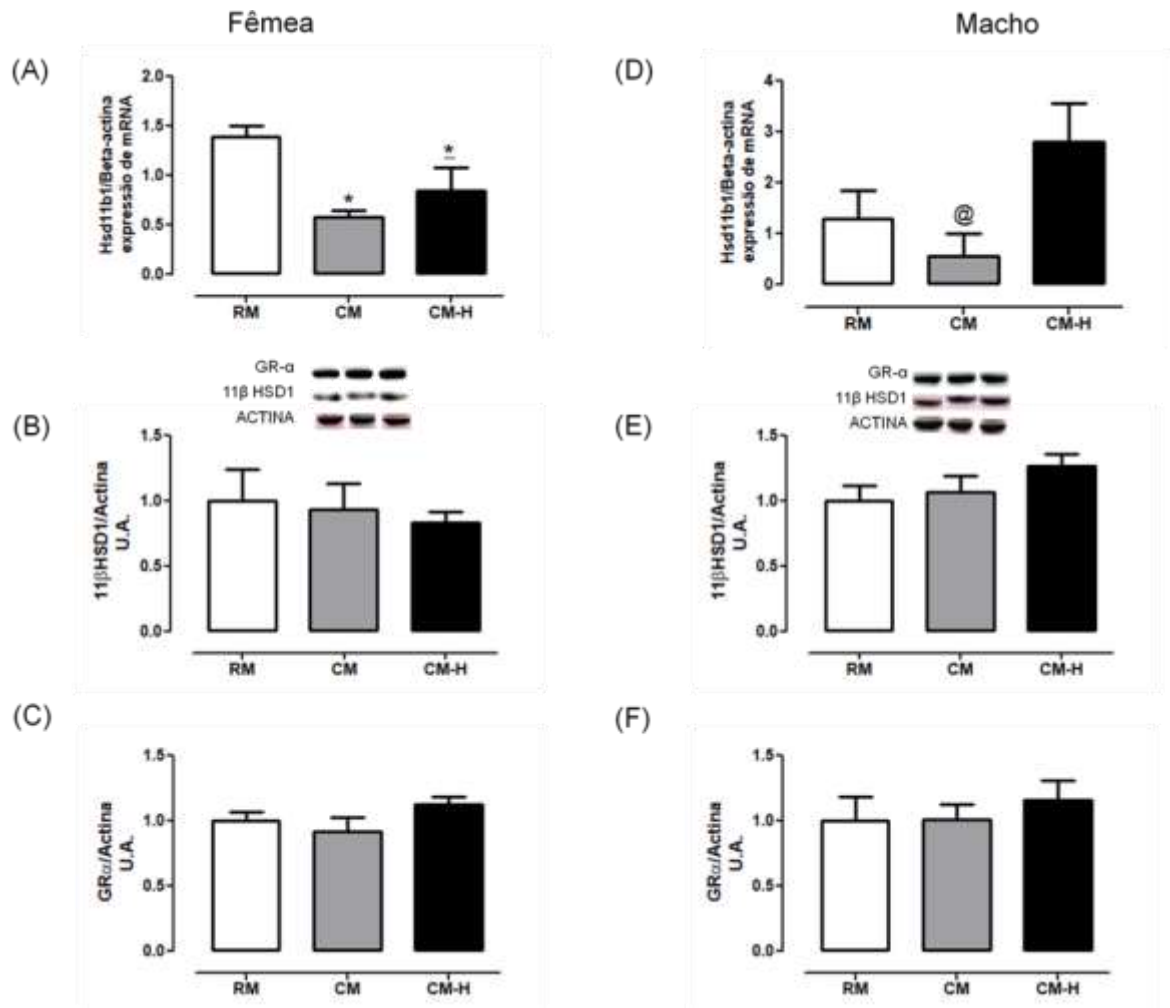 Fêmea
Macho
(A)
Hsd11b1/Beta-actina
expressão de mRNA
2.0
1.5
1.0
0.5
0.0
*
*
RM CM CM-H
(D)
Hsd11b1/Beta-actina
expressão de mRNA
4
3
2
1
0
@
RM CM CM-H
GR-α
11β HSD1
ACTINA
(B)
11βHSD1/Actina
U.A.
1.5
1.0
0.5
0.0
RM CM CM-H
GR-α
11β HSD1
ACTINA
(E)
11βHSD1/Actina
U.A.
1.5
1.0
0.5
0.0
RM CM CM-H
(C)
GRα/Actina
U.A.
1.5
1.0
0.5
0.0
RM CM CM-H
(F)
GRα/Actina
U.A.
1.5
1.0
0.5
0.0
RM CM CM-H